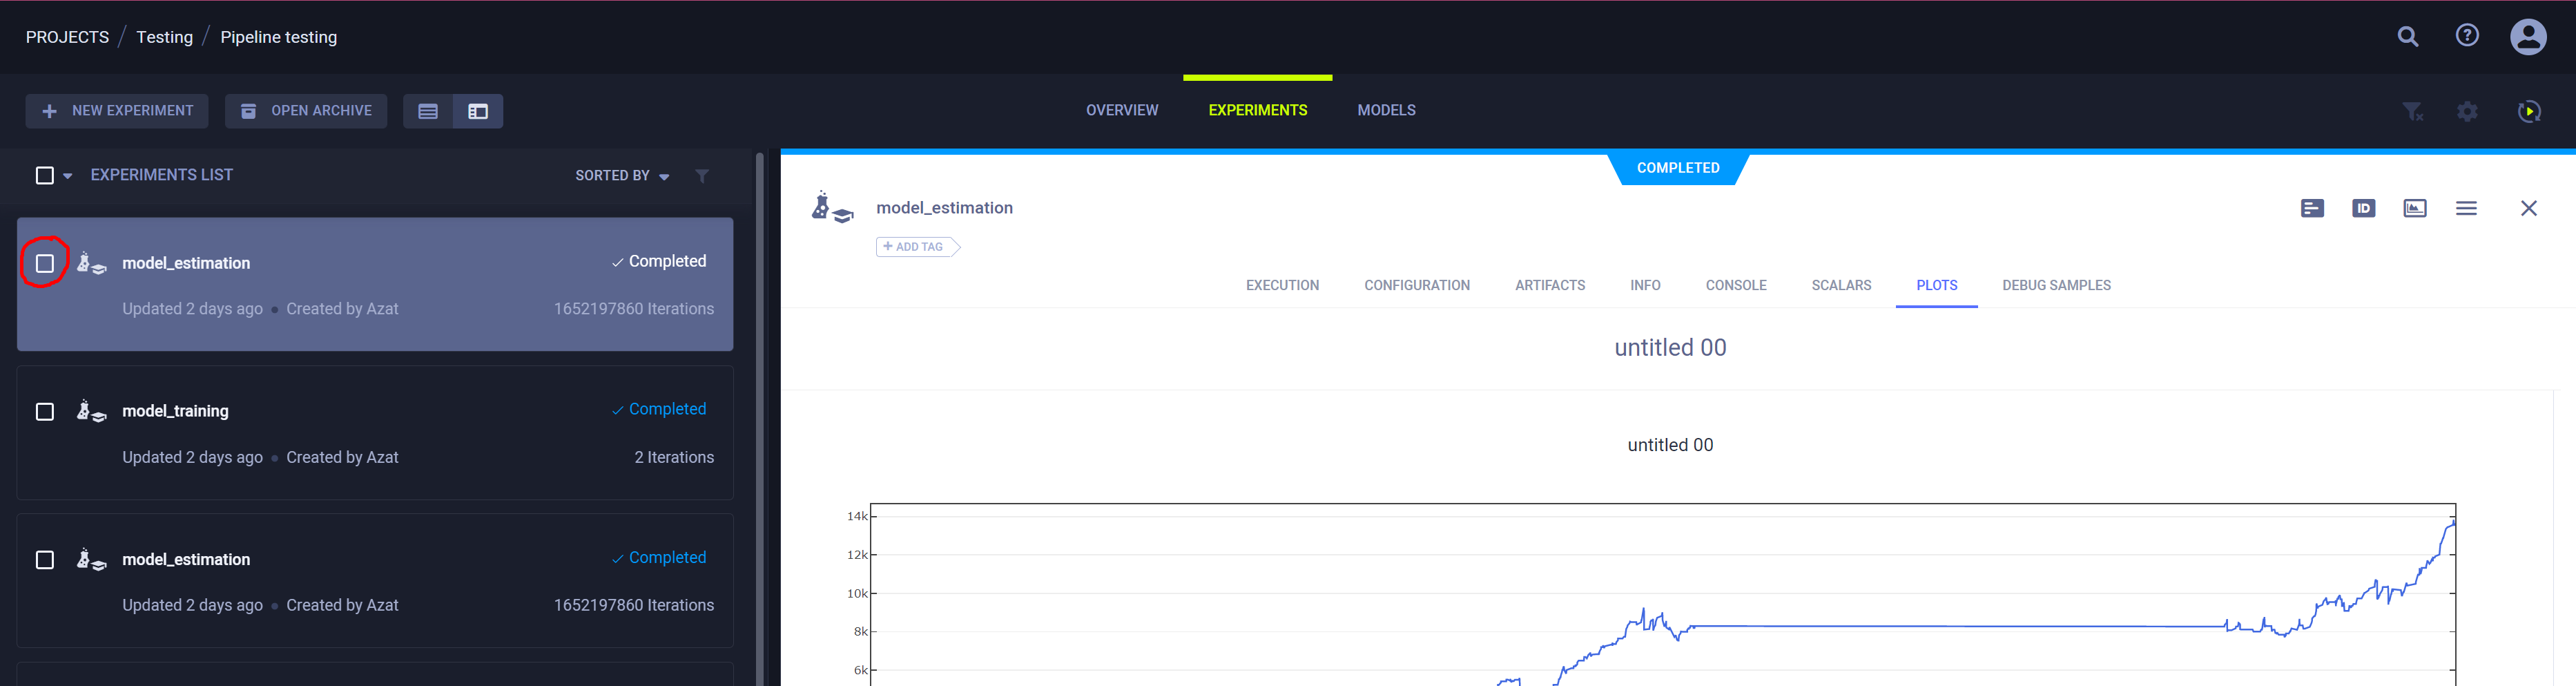 PROJECTS / Testing / Pipeline testing
NEW EXPERIMENT OPEN ARCHIVE
OVERVIEW EXPERIMENTS MODELS
EXPERIMENTS LIST SORTED BY
model_estimation Completed
Updated 2 days ago • Created by Azat 1652197860 Iterations
model_training Completed
Updated 2 days ago • Created by Azat 2 Iterations
model_estimation Completed
Updated 2 days ago • Created by Azat 1652197860 Iterations
COMPLETED
model_estimation
ID
+ ADD TAG
EXECUTION CONFIGURATION ARTIFACTS INFO CONSOLE SCALARS PLOTS DEBUG SAMPLES
untitled 00
untitled 00
14k
12k
10k
8k
6k